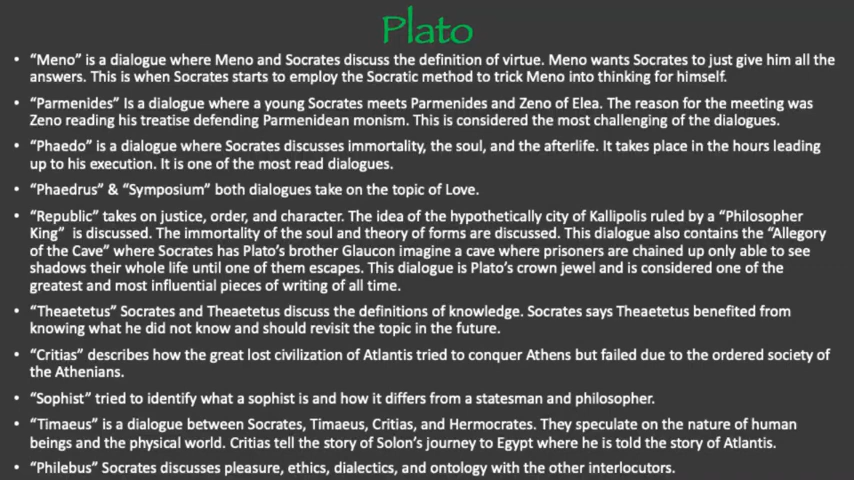 Plato
• “Meno” is a dialogue where Meno and Socrates discuss the definition of virtue. Meno wants Socrates to just give him all the
answers. This is when Socrates starts to employ the Socratic method to trick Meno into thinking for himself.
• “Parmenides” Is a dialogue where a young Socrates meets Parmenides and Zeno of Elea. The reason for the meeting was
Zeno reading his treatise defending Parmenidean monism. This is considered the most challenging of the dialogues.
• “Phaedo” is a dialogue where Socrates discusses immortality, the soul, and the afterlife. It takes place in the hours leading
up to his execution. It is one of the most read dialogues.
• “Phaedrus” & “Symposium” both dialogues take on the topic of Love.
• “Republic” takes on justice, order, and character. The idea of the hypothetically city of Kallipolis ruled by a “Philosopher
King” is discussed. The immortality of the soul and theory of forms are discussed. This dialogue also contains the “Allegory
of the Cave” where Socrates has Plato’s brother Glaucon imagine a cave where prisoners are chained up only able to see
shadows their whole life until one of them escapes. This dialogue is Plato’s crown jewel and is considered one of the
greatest and most influential pieces of writing of all time.
• “Theaetetus” Socrates and Theaetetus discuss the definitions of knowledge. Socrates says Theaetetus benefited from
knowing what he did not know and should revisit the topic in the future.
• “Critias” describes how the great lost civilization of Atlantis tried to conquer Athens but failed due to the ordered society of
the Athenians.
• “Sophist” tried to identify what a sophist is and how it differs from a statesman and philosopher.
• “Timaeus” is a dialogue between Socrates, Timaeus, Critias, and Hermocrates. They speculate on the nature of human
beings and the physical world. Critias tell the story of Solon’s journey to Egypt where he is told the story of Atlantis.
• “Philebus” Socrates discusses pleasure, ethics, dialectics, and ontology with the other interlocutors.